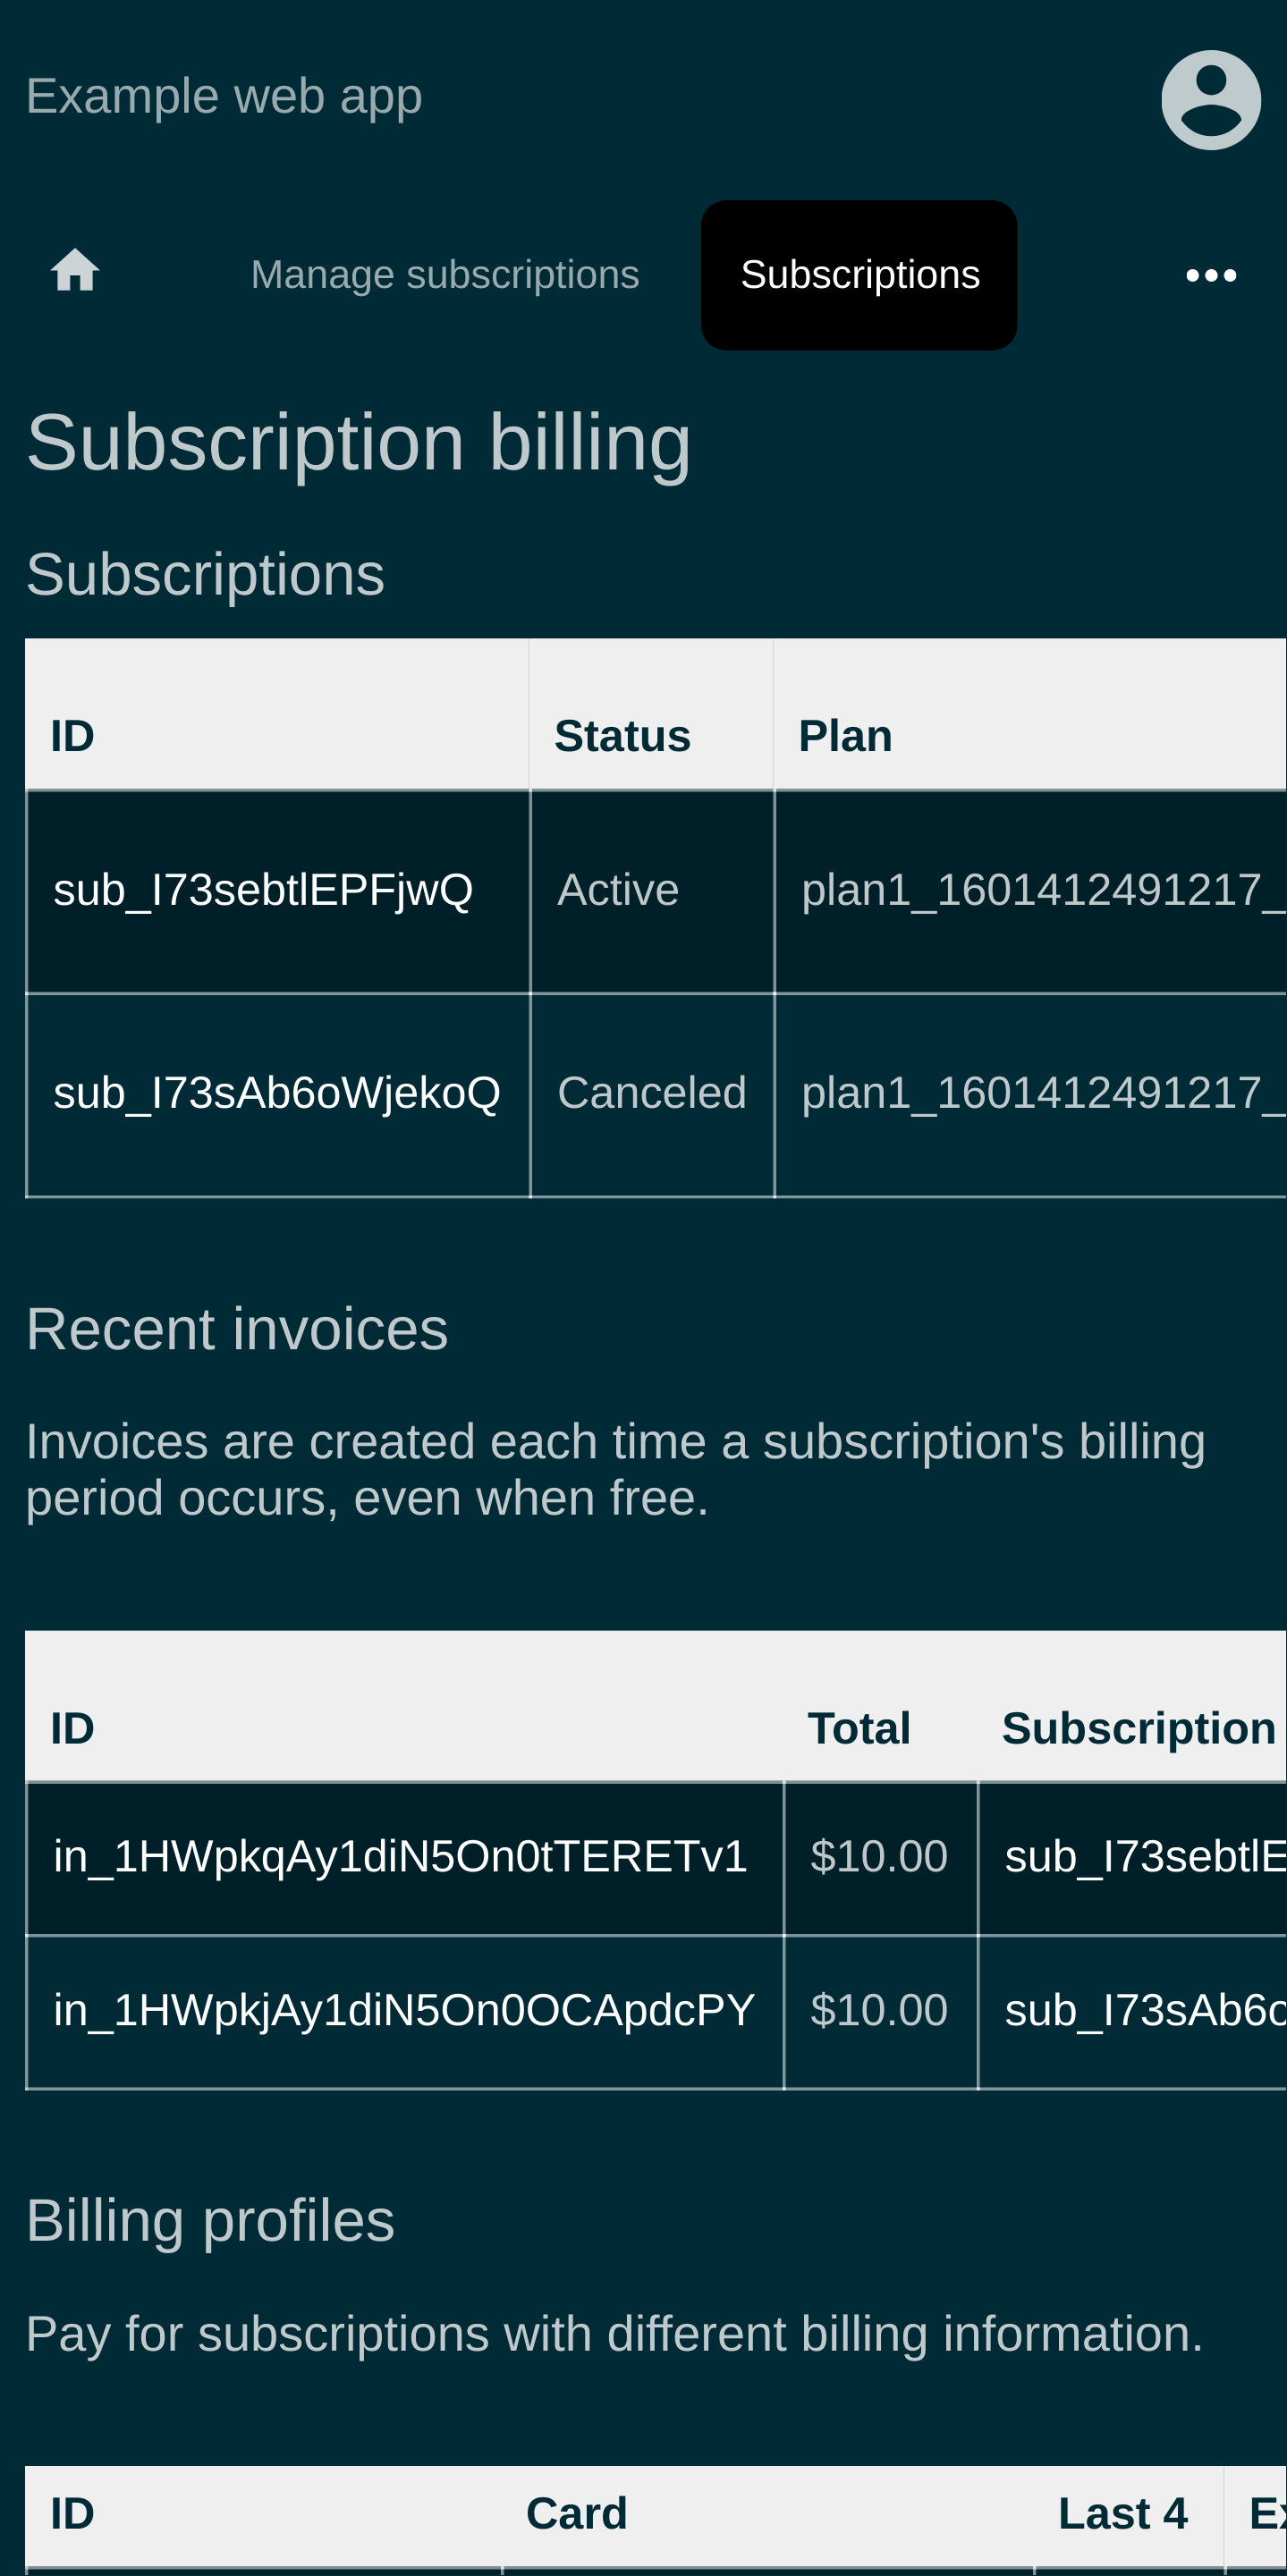 Example web app
Manage subscriptions Subscriptions
Subscription billing
Subscriptions
ID Status Plan
sub_I73sebtlEPFjwQ Active plan1_1601412491217_
sub_I73sAb6oWjekoQ Canceled plan1_1601412491217_
Recent invoices
Invoices are created each time a subscription's billing
period occurs, even when free.
ID Total Subscription
in_1HWpkqAy1diN5On0tTERETv1 $10.00 sub_I73sebtlE
in_1HWpkjAy1diN5On0OCApdcPY $10.00 sub_I73sAb6o
Billing profiles
Pay for subscriptions with different billing information.
ID Card Last 4